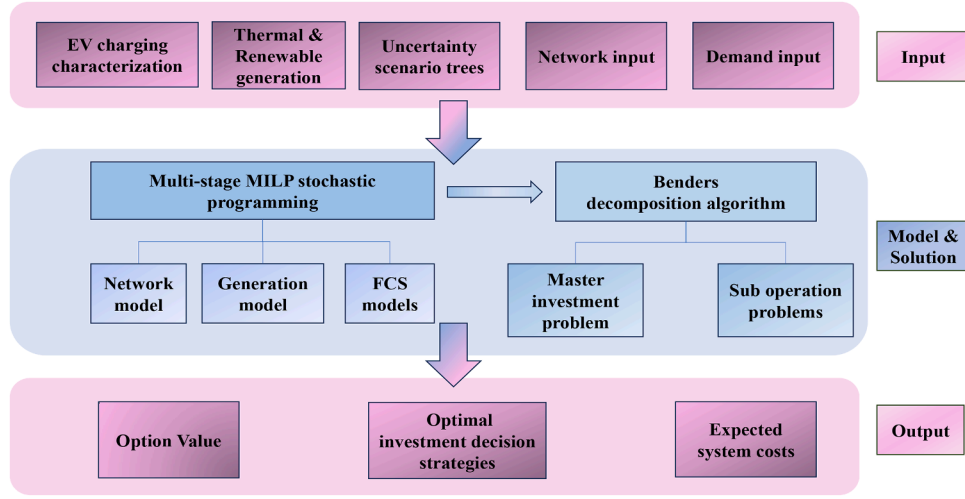 EV charging
characterization
Thermal &
Renewable
generation
Uncertainty
scenario trees
Network input
Demand input
Input
Multi-stage MILP stochastic
programming
Benders
decomposition algorithm
Network
model
Generation
model
FCS
models
Master
investment
problem
Sub operation
problems
Model &
Solution
Option Value
Optimal
investment decision
strategies
Expected
system costs
Output